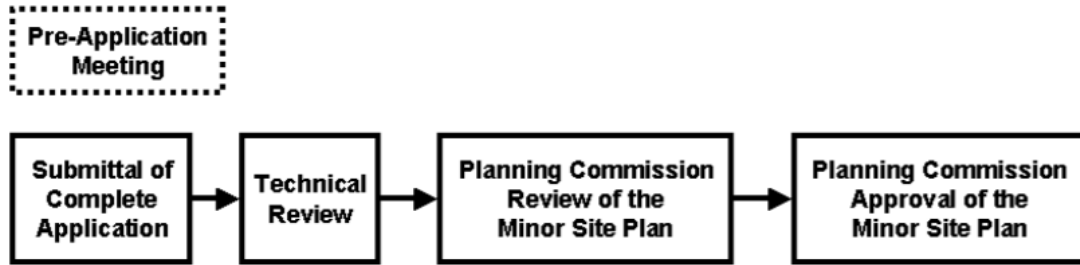 Pre-Application
Meeting
Submittal of
Complete
Application
Technical
Review
Planning Commission
Review of the
Minor Site Plan
Planning Commission
Approval of the
Minor Site Plan